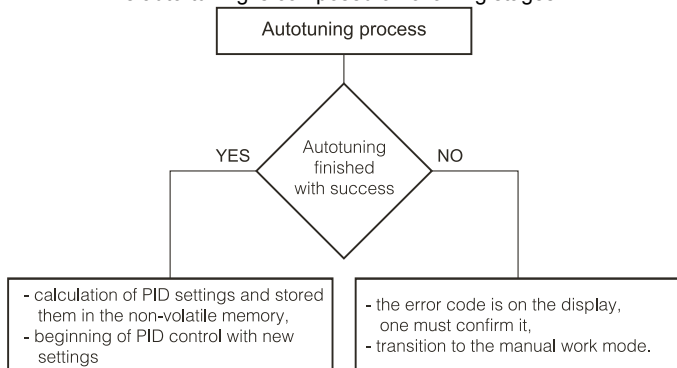 Autotuning process
YES
Autotuning
finished
with success
NO
- calculation of PID settings and stored
them in the non-volatile memory,
- beginning of PID control with new
settings
- the error code is on the display,
one must confirm it,
- transition to the manual work mode.